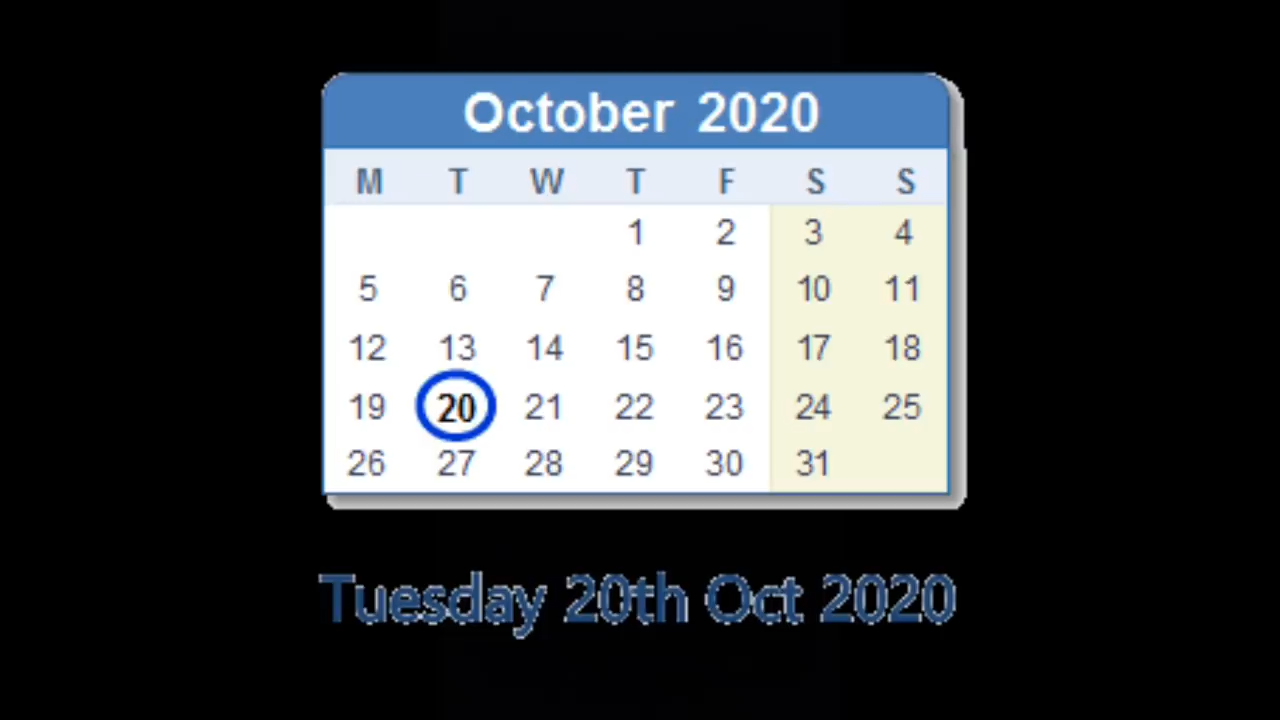 October 2020
M T W T F S S
1 2 3 4
5 6 7 8 9 10 11
12 13 14 15 16 17 18
19 20 21 22 23 24 25
26 27 28 29 30 31
Tuesday 20th Oct 2020